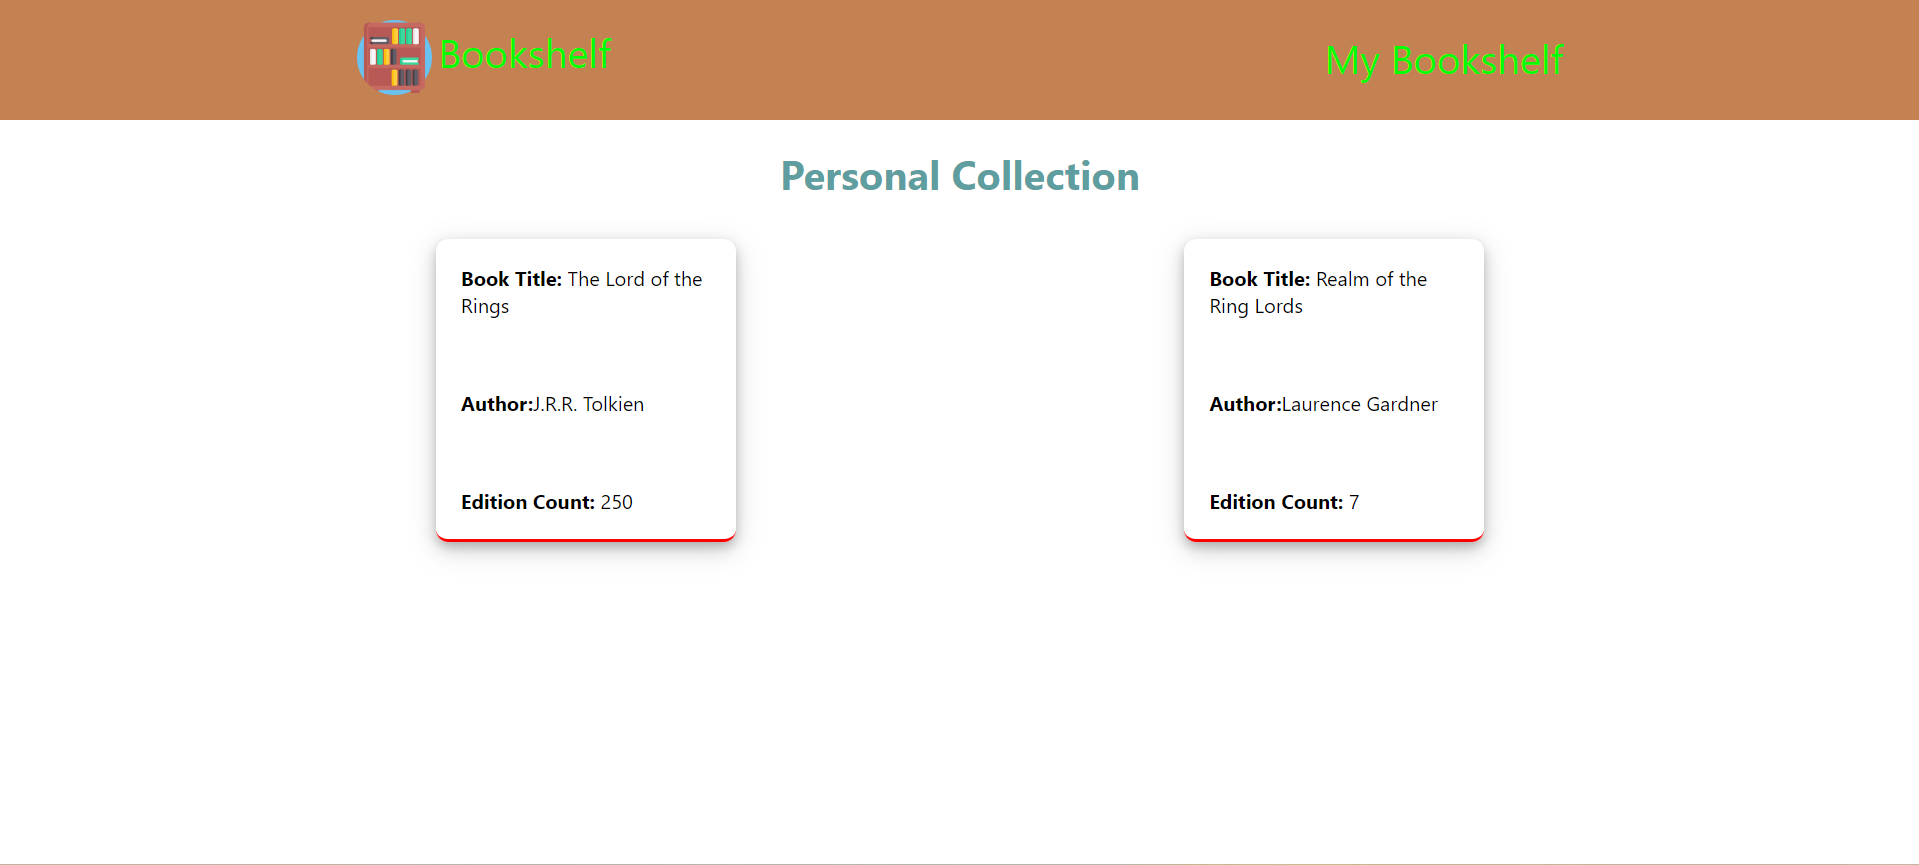 Bookshelf
My Bookshelf
Personal Collection
Book Title: The Lord of the
Rings
Author:J.R.R. Tolkien
Edition Count: 250
Book Title: Realm of the
Ring Lords
Author:Laurence Gardner
Edition Count: 7